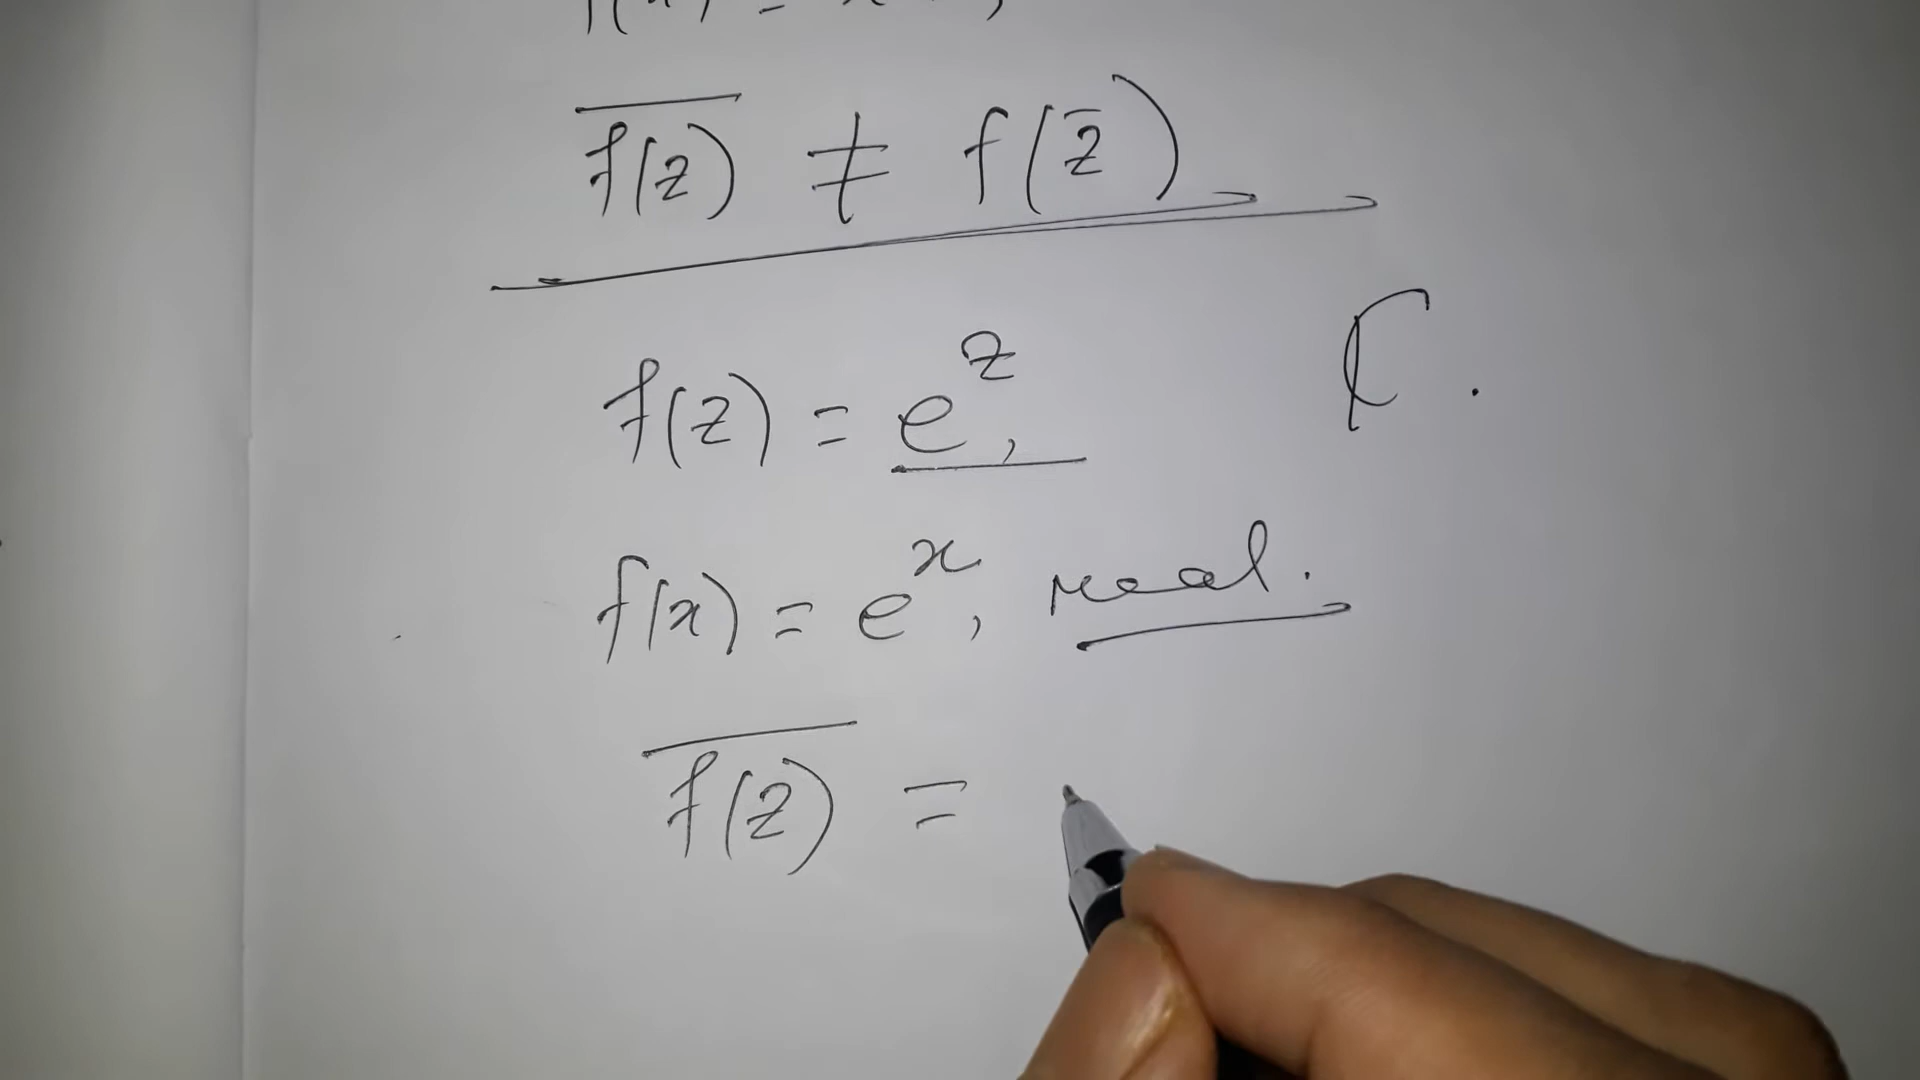 f(z)‾ ≠ f(z̄)
f(z) = e^z, ℂ.
f(x) = e^x, real.
f(z)‾ =